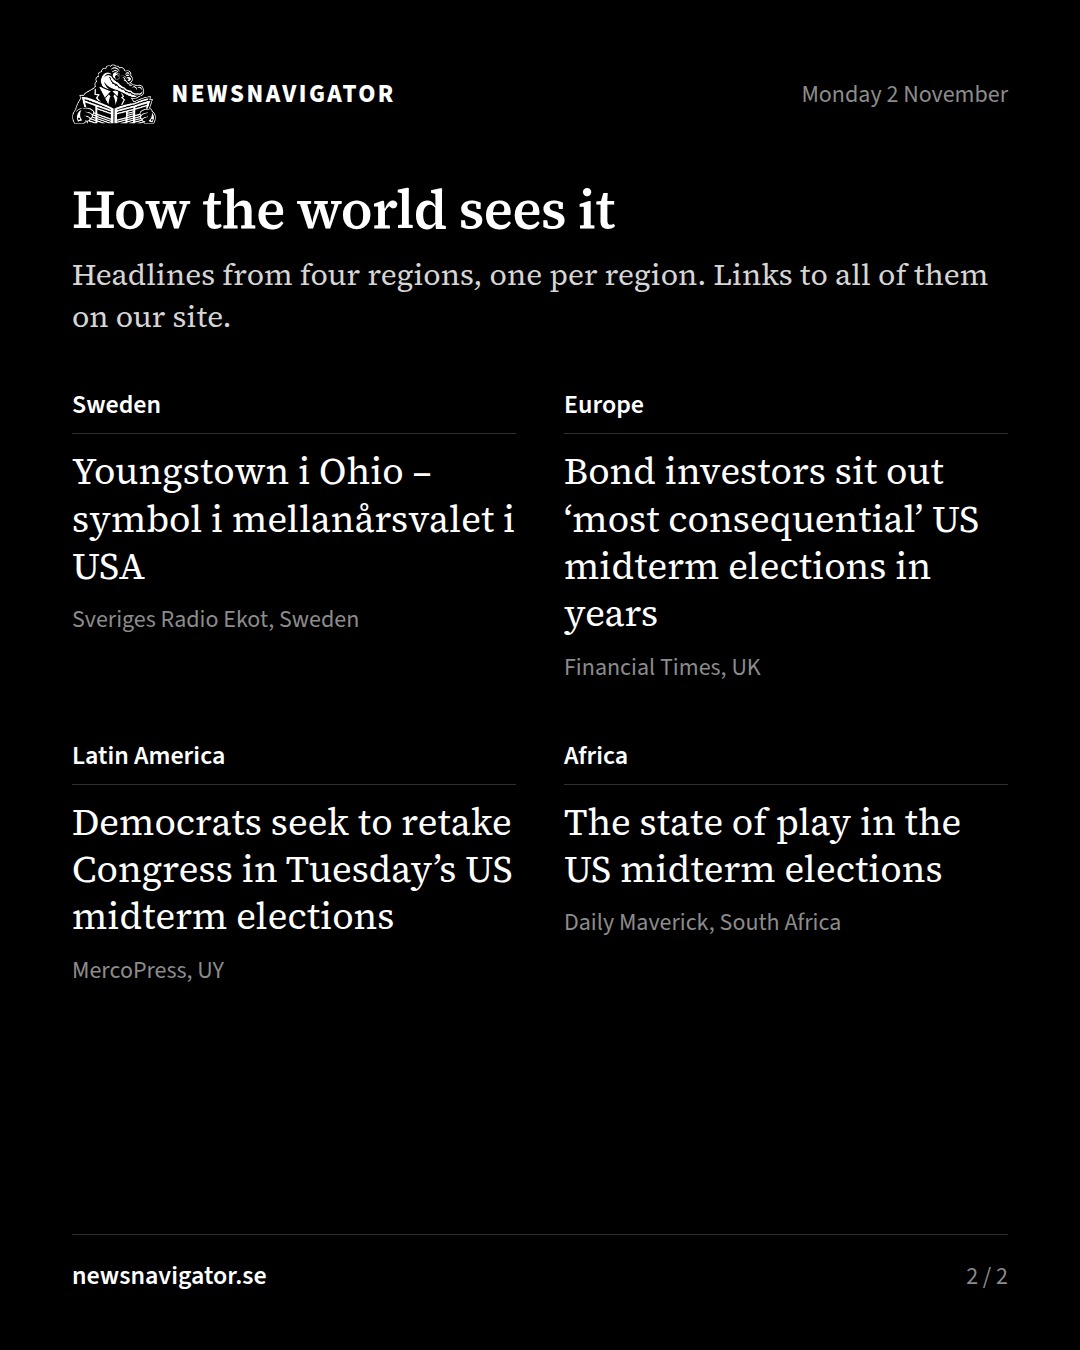 NEWSNAVIGATOR
Monday 2 November
How the world sees it
Headlines from four regions, one per region. Links to all of them
on our site.
Sweden
Youngstown i Ohio –
symbol i mellanårsvalet i
USA
Sveriges Radio Ekot, Sweden
Europe
Bond investors sit out
‘most consequential’ US
midterm elections in
years
Financial Times, UK
Latin America
Democrats seek to retake
Congress in Tuesday’s US
midterm elections
MercoPress, UY
Africa
The state of play in the
US midterm elections
Daily Maverick, South Africa
newsnavigator.se
2 / 2